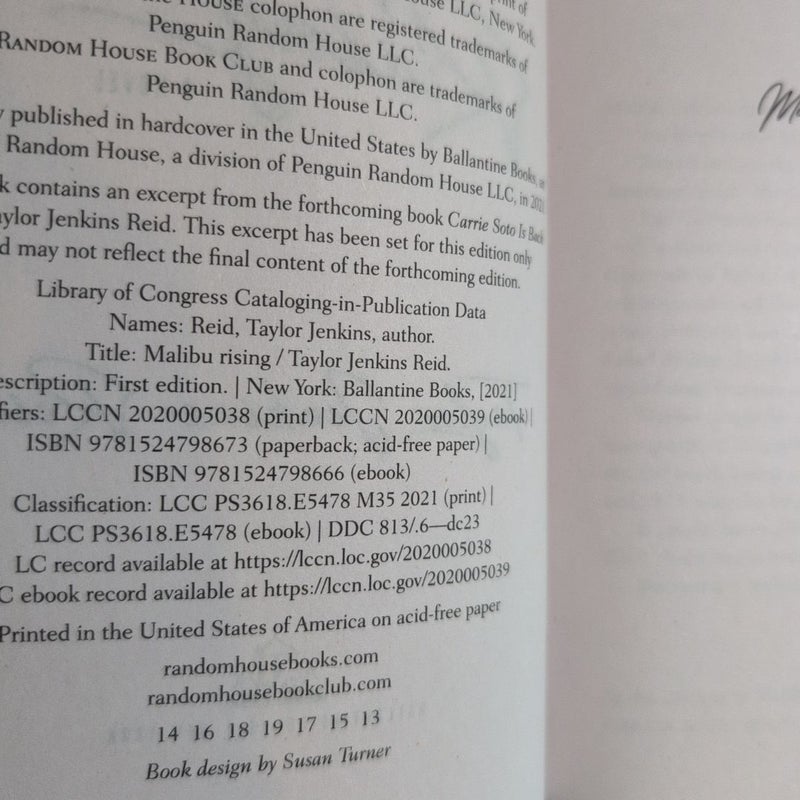 HOUSE colophon are registered trademarks of
Penguin Random House LLC.
RANDOM HOUSE BOOK CLUB and colophon are trademarks of
Penguin Random House LLC.
published in hardcover in the United States by Ballantine Books,
Random House, a division of Penguin Random House LLC, in 2021
contains an excerpt from the forthcoming book Carrie Soto Is Back
aylor Jenkins Reid. This excerpt has been set for this edition only
d may not reflect the final content of the forthcoming edition.
Library of Congress Cataloging-in-Publication Data
Names: Reid, Taylor Jenkins, author.
Title: Malibu rising / Taylor Jenkins Reid.
escription: First edition. | New York: Ballantine Books, [2021]
fiers: LCCN 2020005038 (print) | LCCN 2020005039 (ebook) |
ISBN 9781524798673 (paperback; acid-free paper) |
ISBN 9781524798666 (ebook)
Classification: LCC PS3618.E5478 M35 2021 (print) |
LCC PS3618.E5478 (ebook) | DDC 813/.6—dc23
LC record available at https://lccn.loc.gov/2020005038
C ebook record available at https://lccn.loc.gov/2020005039
Printed in the United States of America on acid-free paper
randomhousebooks.com
randomhousebookclub.com
14 16 18 19 17 15 13
Book design by Susan Turner